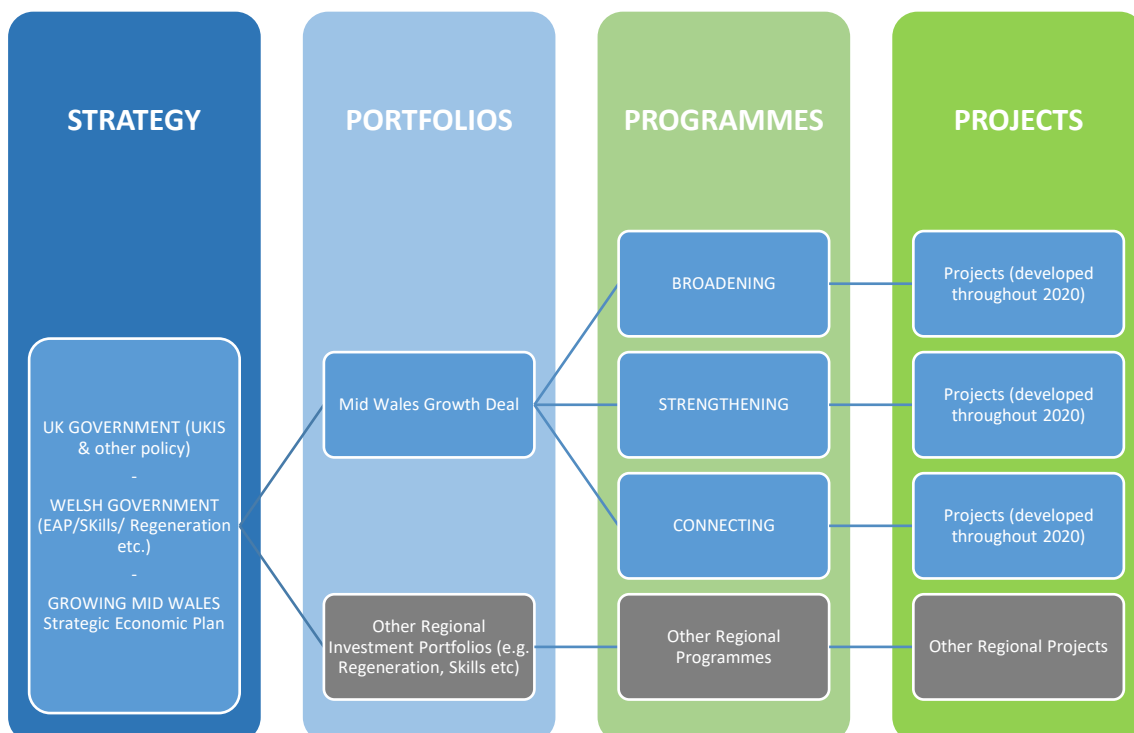 STRATEGY
PORTFOLIOS
PROGRAMMES
PROJECTS
UK GOVERNMENT (UKIS
& other policy)
-
WELSH GOVERNMENT
(EAP/SKills/ Regeneration
etc.)
-
GROWING MID WALES
Strategic Economic Plan
Mid Wales Growth Deal
Other Regional
Investment Portfolios (e.g.
Regeneration, Skills etc)
BROADENING
STRENGTHENING
CONNECTING
Other Regional
Programmes
Projects (developed
throughout 2020)
Projects (developed
throughout 2020)
Projects (developed
throughout 2020)
Other Regional Projects